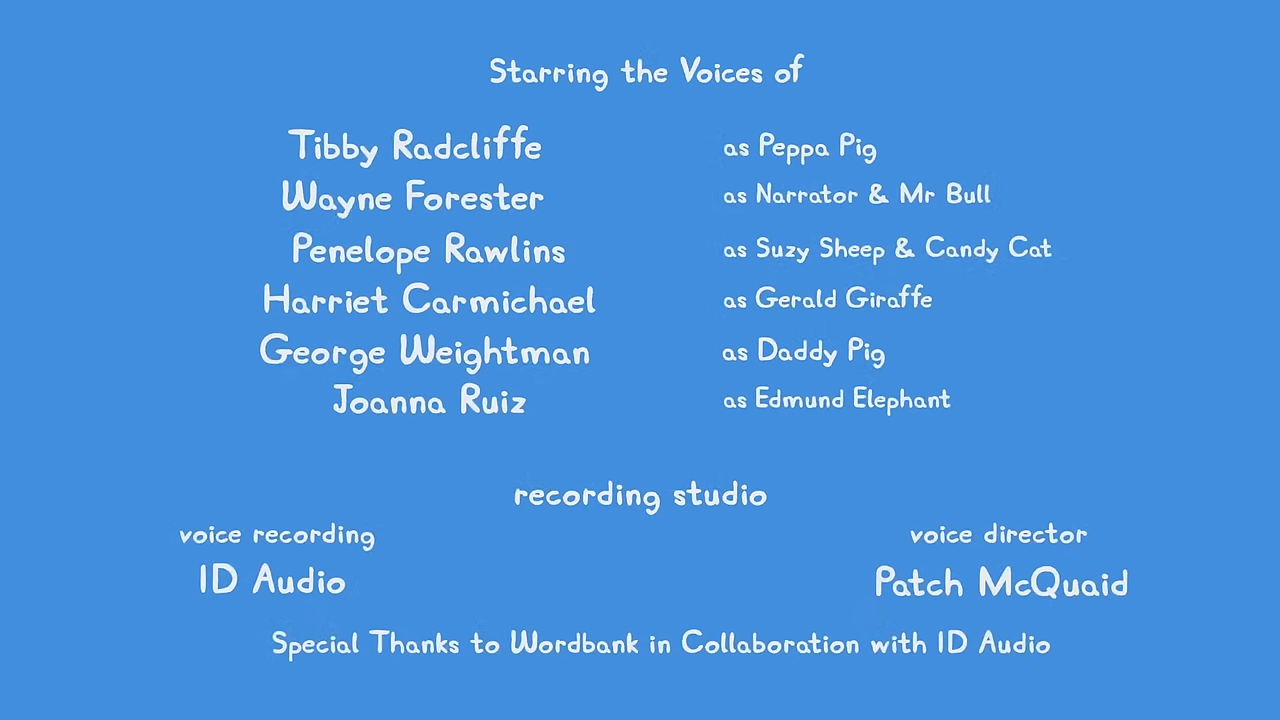 Starring the Voices of
Tibby Radcliffe as Peppa Pig
Wayne Forester as Narrator & Mr Bull
Penelope Rawlins as Suzy Sheep & Candy Cat
Harriet Carmichael as Gerald Giraffe
George Weightman as Daddy Pig
Joanna Ruiz as Edmund Elephant
recording studio
voice recording voice director
ID Audio Patch McQuaid
Special Thanks to Wordbank in Collaboration with ID Audio